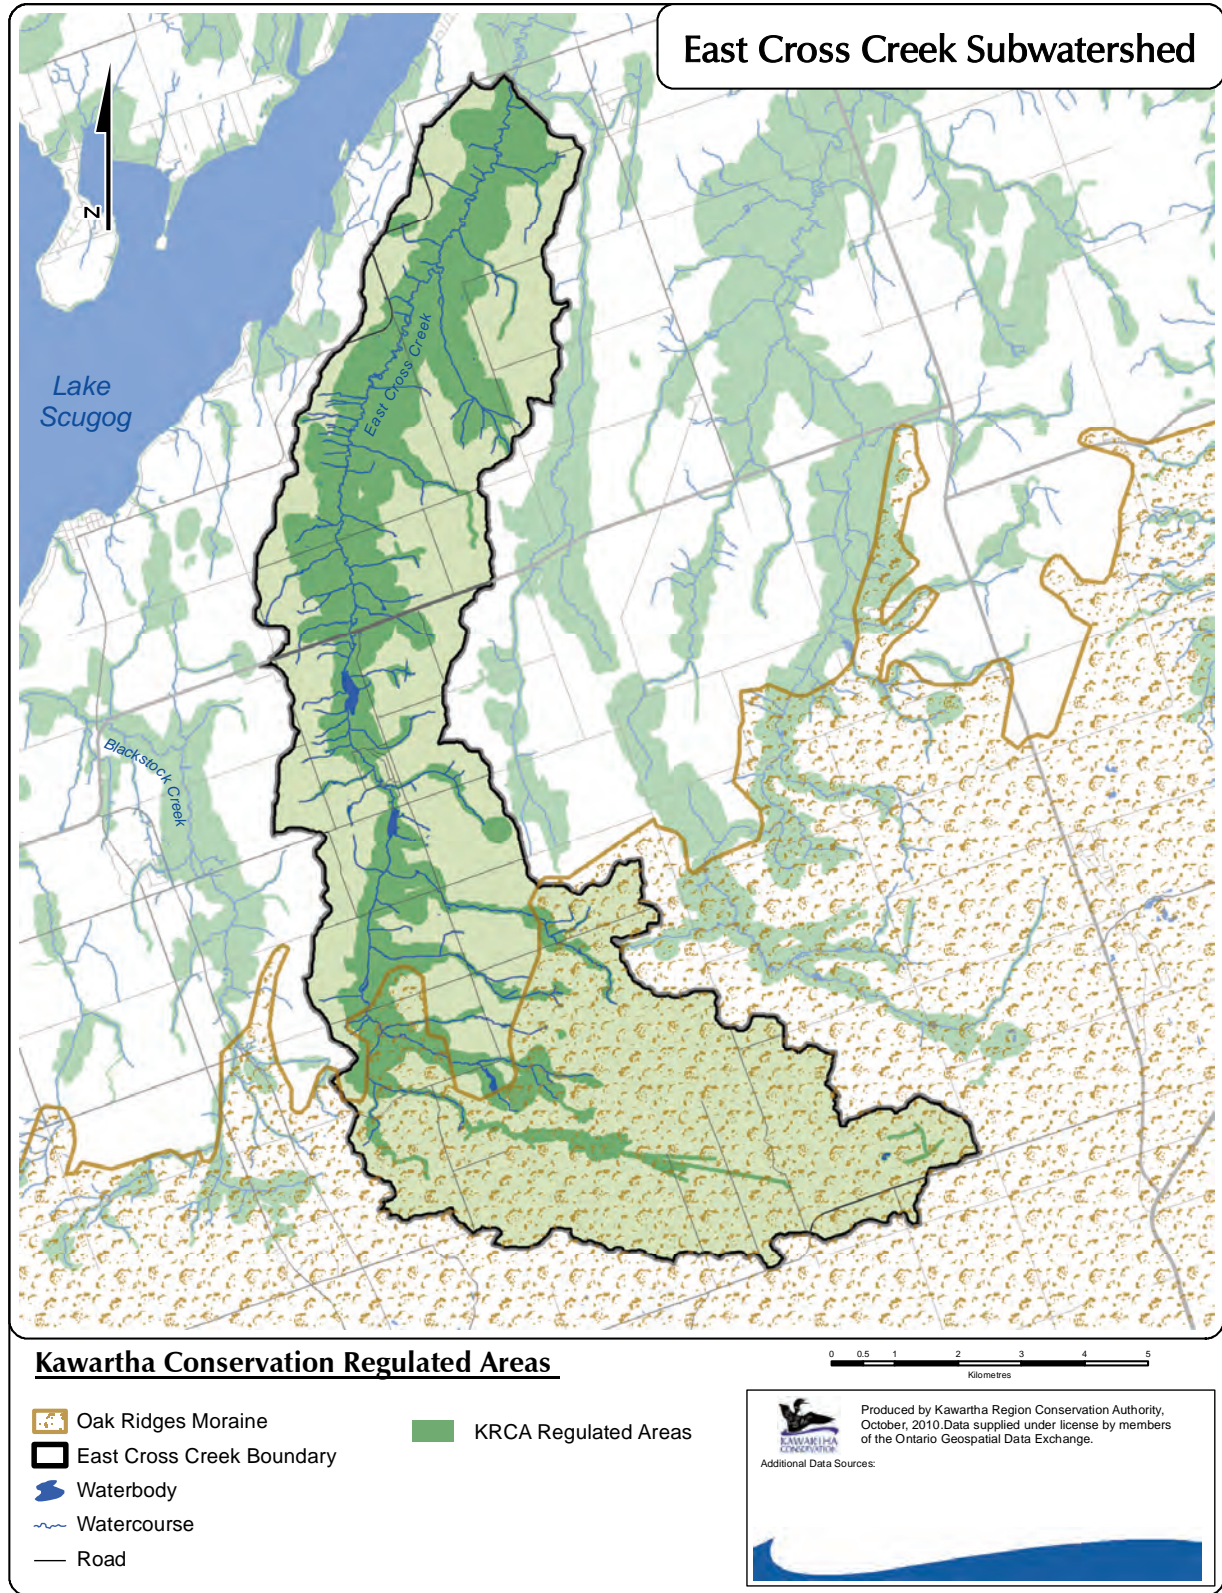 East Cross Creek Subwatershed
N
Lake
Scugog
East Cross Creek
Blackstock Creek
Kawartha Conservation Regulated Areas
Oak Ridges Moraine
East Cross Creek Boundary
Waterbody
Watercourse
Road
KRCA Regulated Areas
0 0.5 1 2 3 4 5
Kilometres
KAWARTHA
CONSERVATION
Produced by Kawartha Region Conservation Authority,
October, 2010.Data supplied under license by members
of the Ontario Geospatial Data Exchange.
Additional Data Sources: